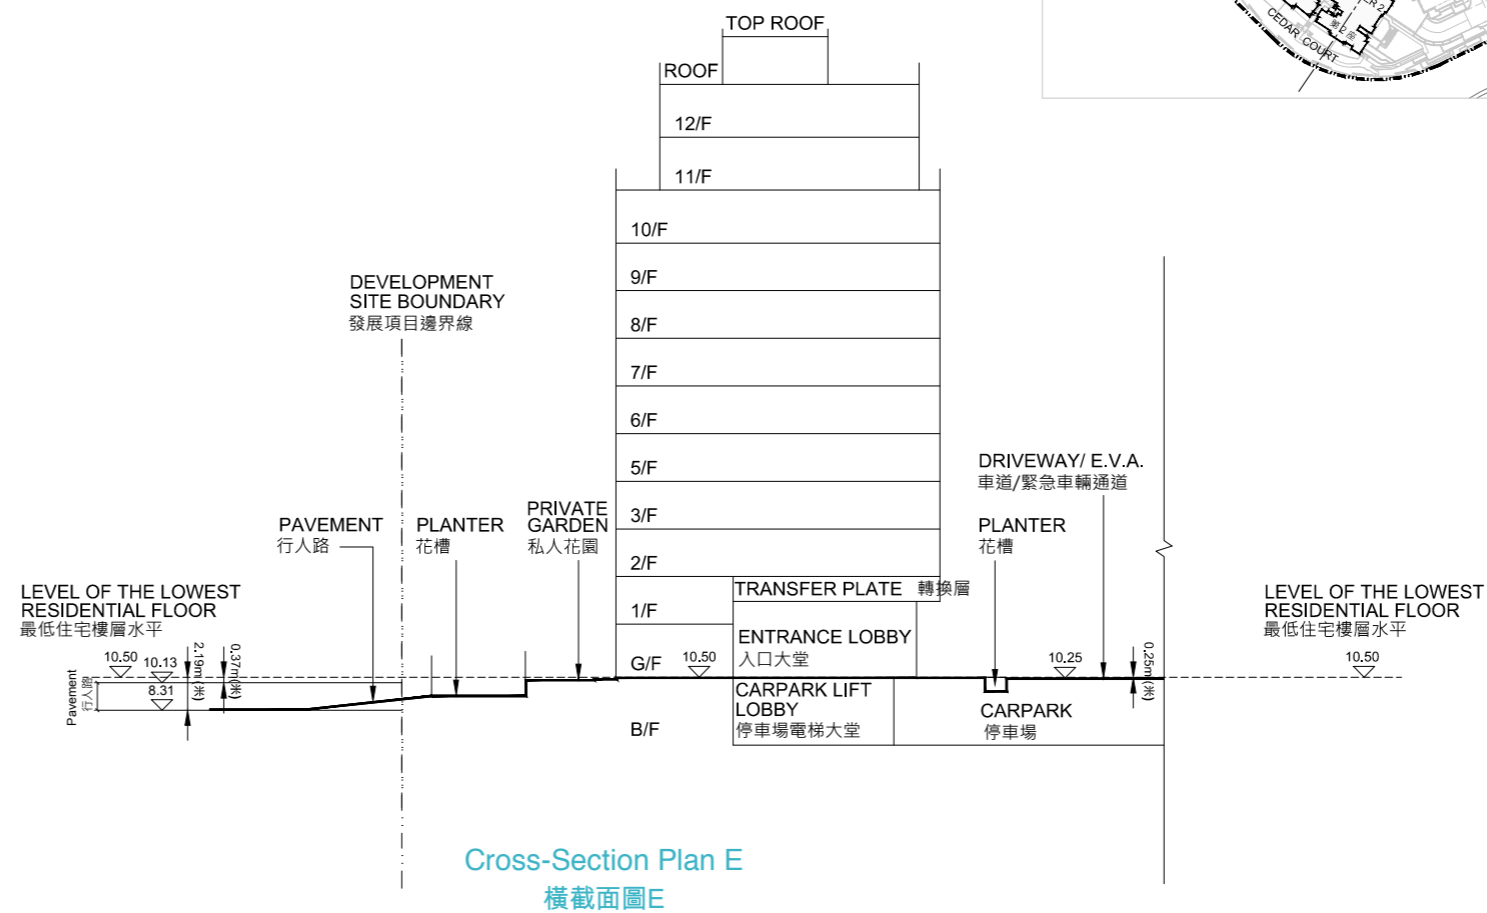 TOP ROOF
ROOF
12/F
11/F
10/F
9/F
8/F
7/F
6/F
5/F
3/F
2/F
1/F
G/F
B/F
TRANSFER PLATE 轉換層
ENTRANCE LOBBY
入口大堂
10.50
CARPARK LIFT
LOBBY
停車場電梯大堂
CARPARK
停車場
DEVELOPMENT
SITE BOUNDARY
發展項目邊界線
PAVEMENT
行人路
PLANTER
花槽
PRIVATE
GARDEN
私人花園
DRIVEWAY/ E.V.A.
車道/緊急車輛通道
PLANTER
花槽
10.25
0.25m(米)
LEVEL OF THE LOWEST
RESIDENTIAL FLOOR
最低住宅樓層水平
10.50
10.13
8.31
2.19m(米)
0.37m(米)
Pavement
行人路
LEVEL OF THE LOWEST
RESIDENTIAL FLOOR
最低住宅樓層水平
10.50
CEDAR COURT
第2座
Cross-Section Plan E
橫截面圖E